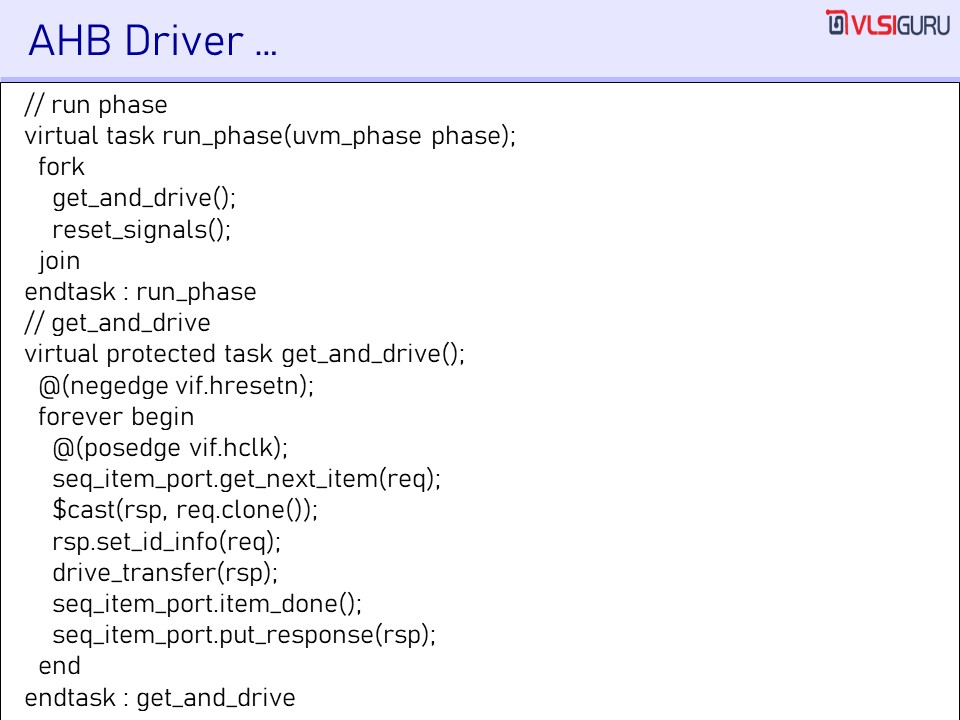 AHB Driver ...
VLSIGURU
// run phase
virtual task run_phase(uvm_phase phase);
  fork
    get_and_drive();
    reset_signals();
  join
endtask : run_phase
// get_and_drive
virtual protected task get_and_drive();
  @(negedge vif.hresetn);
  forever begin
    @(posedge vif.hclk);
    seq_item_port.get_next_item(req);
    $cast(rsp, req.clone());
    rsp.set_id_info(req);
    drive_transfer(rsp);
    seq_item_port.item_done();
    seq_item_port.put_response(rsp);
  end
endtask : get_and_drive